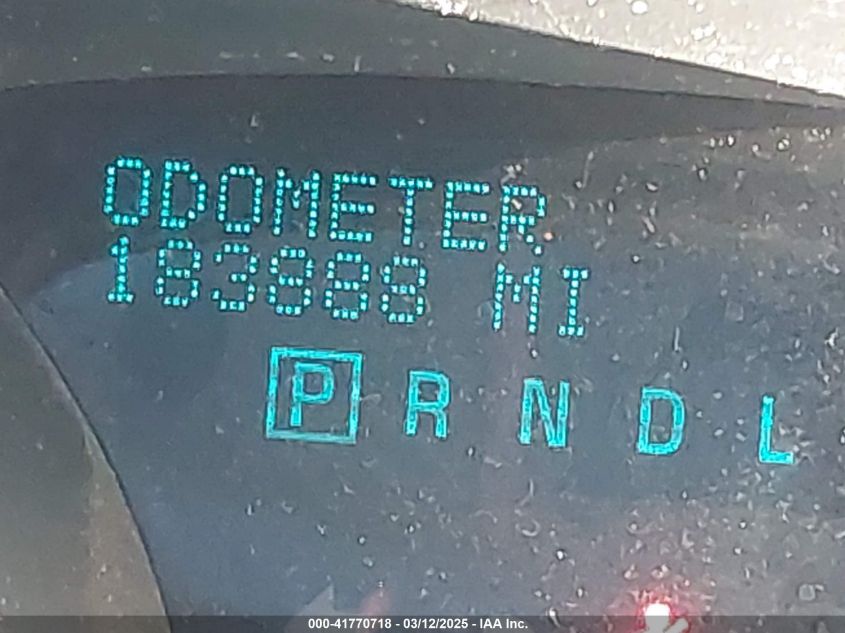 ODOMETER
183888 MI
P R N D L
000-41770718 - 03/12/2025 - IAA Inc.